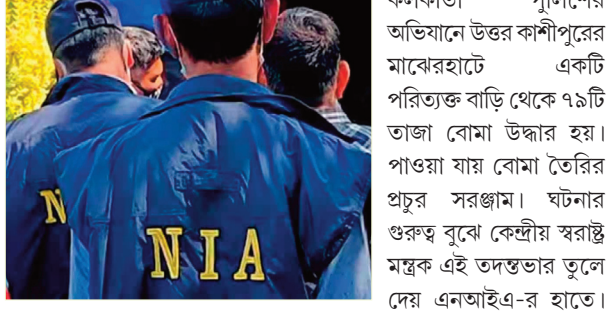 কলকাতা পুলিশের
অভিযানে উত্তর কাশীপুরের
মাঝেরহাটে একটি
পরিত্যক্ত বাড়ি থেকে ৭৯টি
তাজা বোমা উদ্ধার হয়।
পাওয়া যায় বোমা তৈরির
প্রচুর সরঞ্জাম। ঘটনার
গুরুত্ব বুঝে কেন্দ্রীয় স্বরাষ্ট্র
মন্ত্রক এই তদন্তভার তুলে
দেয় এনআইএ-র হাতে।
N
NIA